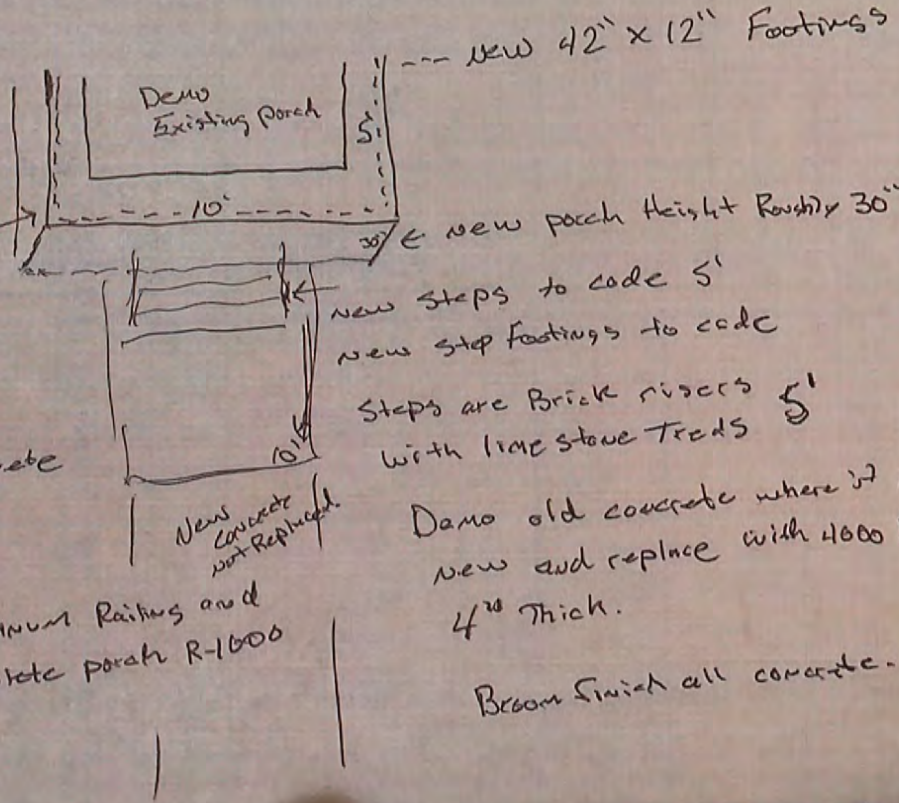 --- New 42" x 12" Footings
Demo
Existing porch
5'
10'
30"
← New porch Height Roughly 30"
New Steps to code 5'
New step footings to code
Steps are Brick risers 5'
with lime stone Treds
10'
New
concrete
Not Replaced.
Demo old concrete where it
New and replace with 4000
4" Thick.
Railing and
porch R-1000
Broom finish all concrete.